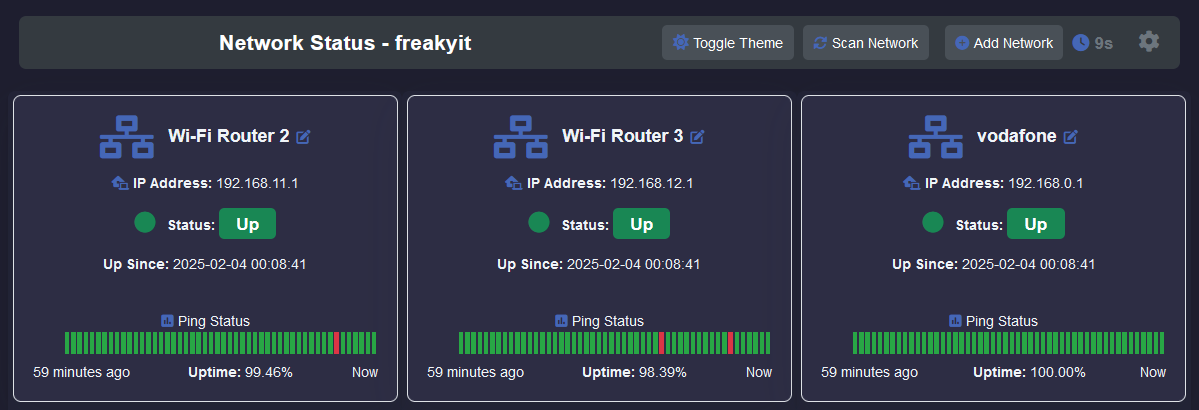 Network Status - freakyit
Toggle Theme
Scan Network
Add Network
9s
Wi-Fi Router 2
IP Address: 192.168.11.1
Status: Up
Up Since: 2025-02-04 00:08:41
Ping Status
59 minutes ago Uptime: 99.46% Now
Wi-Fi Router 3
IP Address: 192.168.12.1
Status: Up
Up Since: 2025-02-04 00:08:41
Ping Status
59 minutes ago Uptime: 98.39% Now
vodafone
IP Address: 192.168.0.1
Status: Up
Up Since: 2025-02-04 00:08:41
Ping Status
59 minutes ago Uptime: 100.00% Now